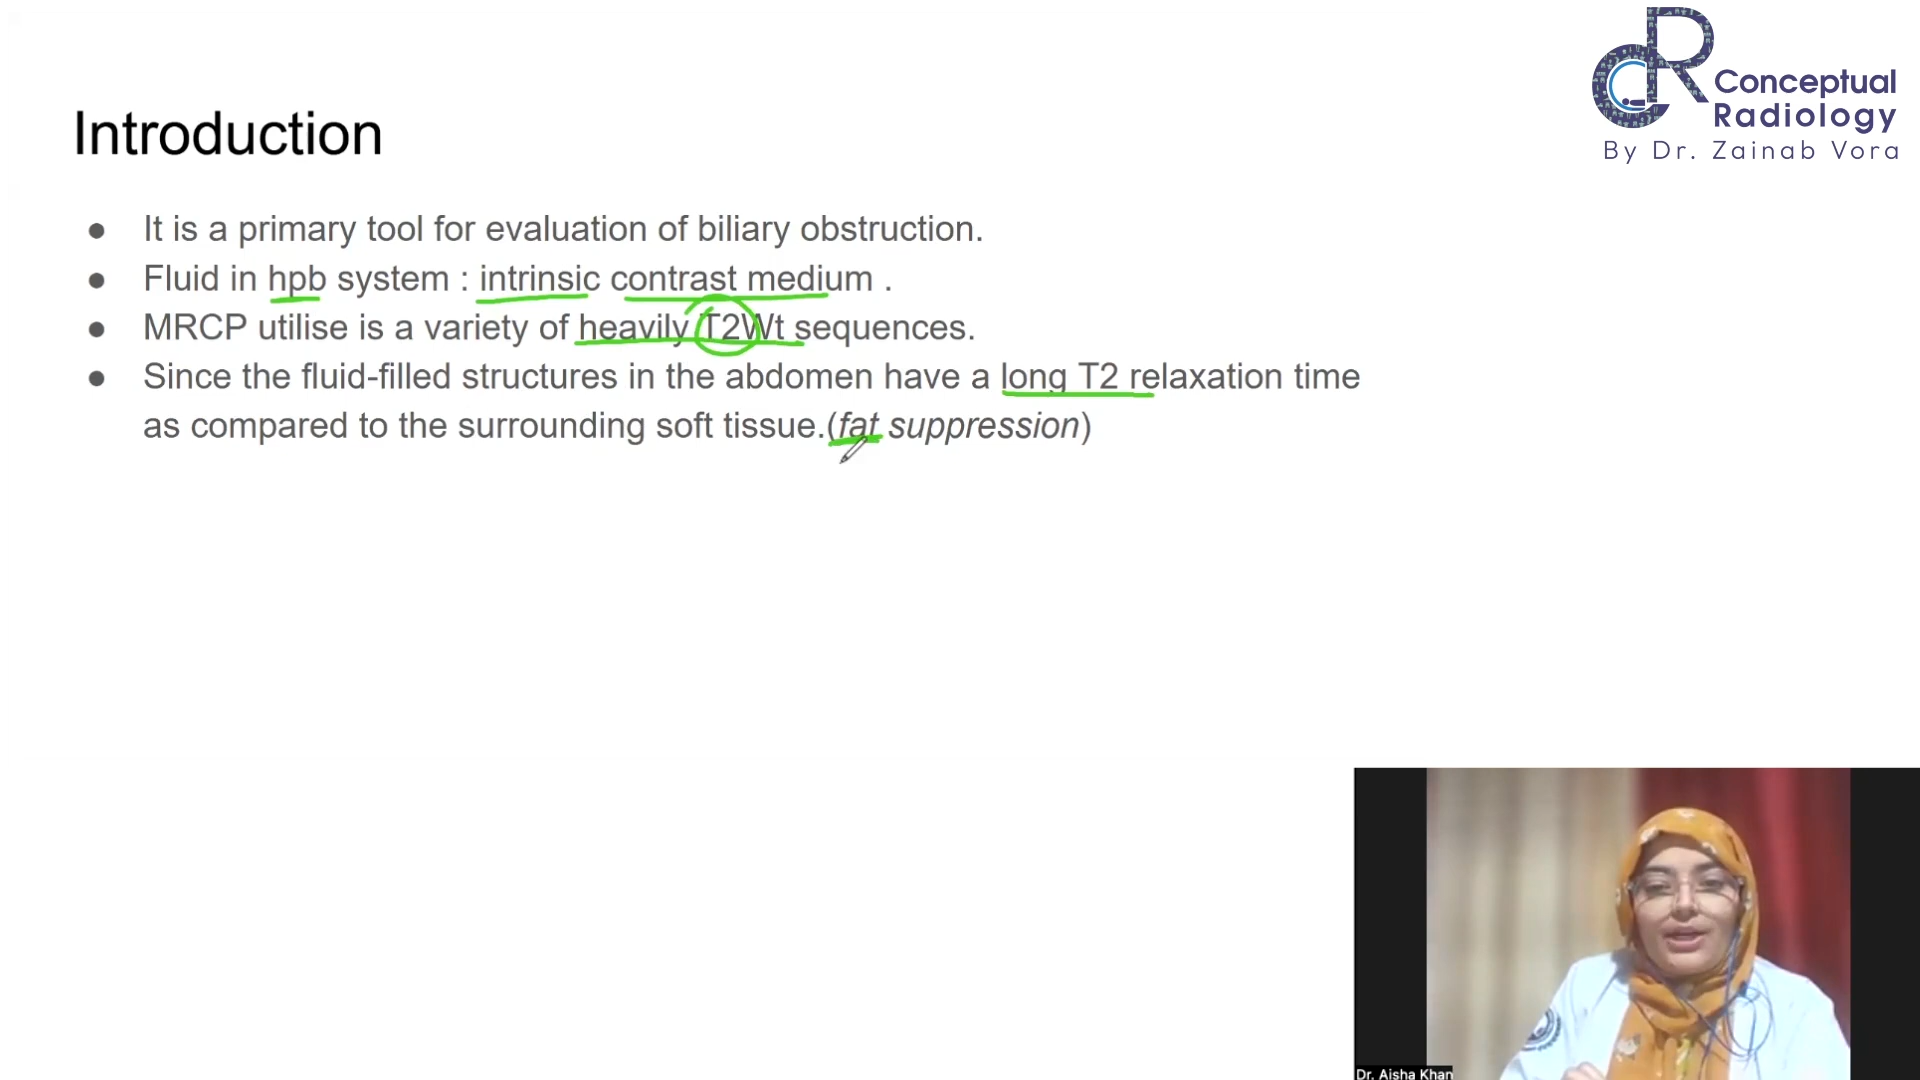 Conceptual
Radiology
By Dr. Zainab Vora
Introduction
It is a primary tool for evaluation of biliary obstruction.
Fluid in hpb system : intrinsic contrast medium .
MRCP utilise is a variety of heavily T2Wt sequences.
Since the fluid-filled structures in the abdomen have a long T2 relaxation time
as compared to the surrounding soft tissue.(fat suppression)
Dr. Aisha Khan